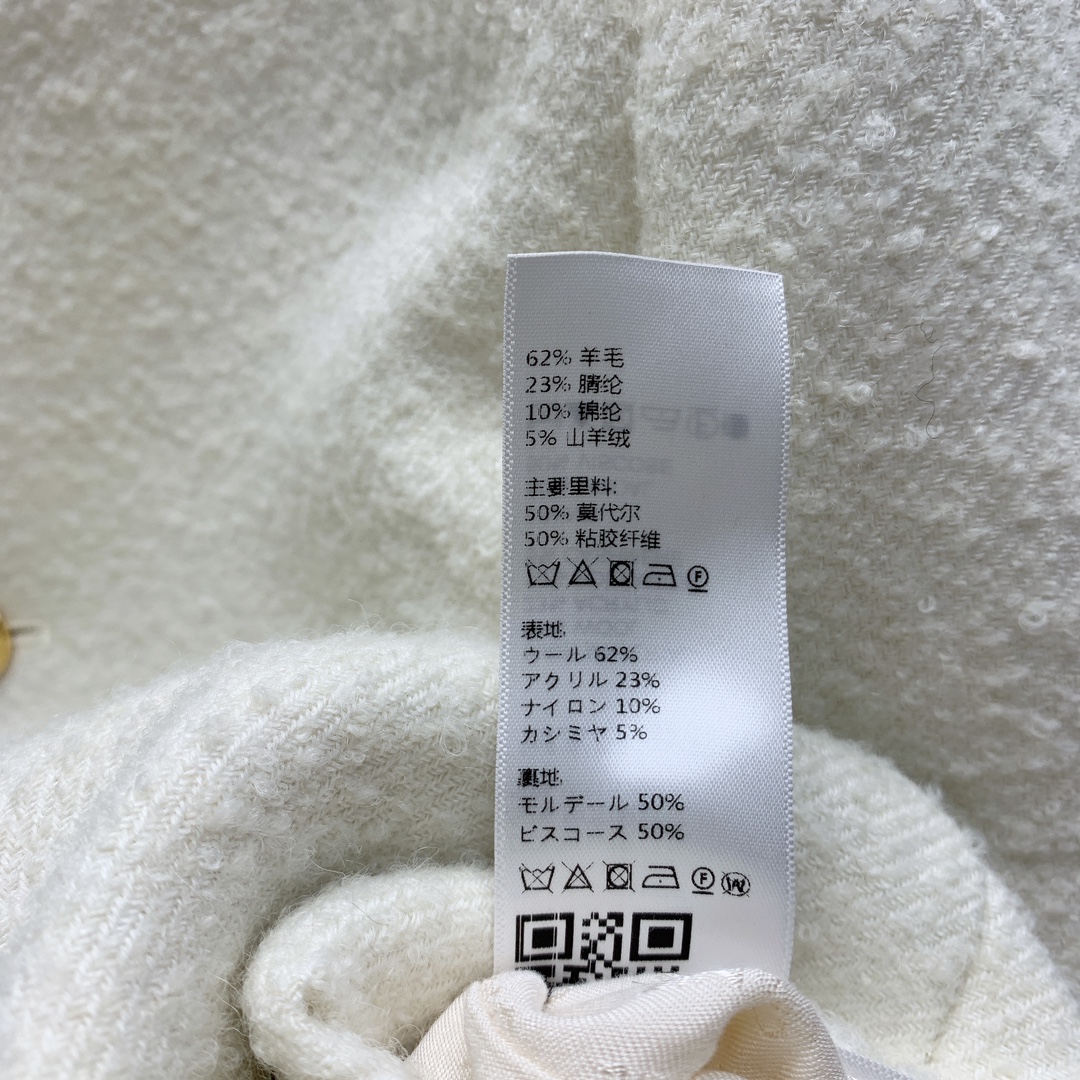 62% 羊毛
23% 腈纶
10% 锦纶
5% 山羊绒
主要里料:
50% 莫代尔
50% 粘胶纤维
F
表地,
ウール 62%
アクリル 23%
ナイロン 10%
カシミヤ 5%
裏地,
モルデール 50%
ビスコース 50%
F W